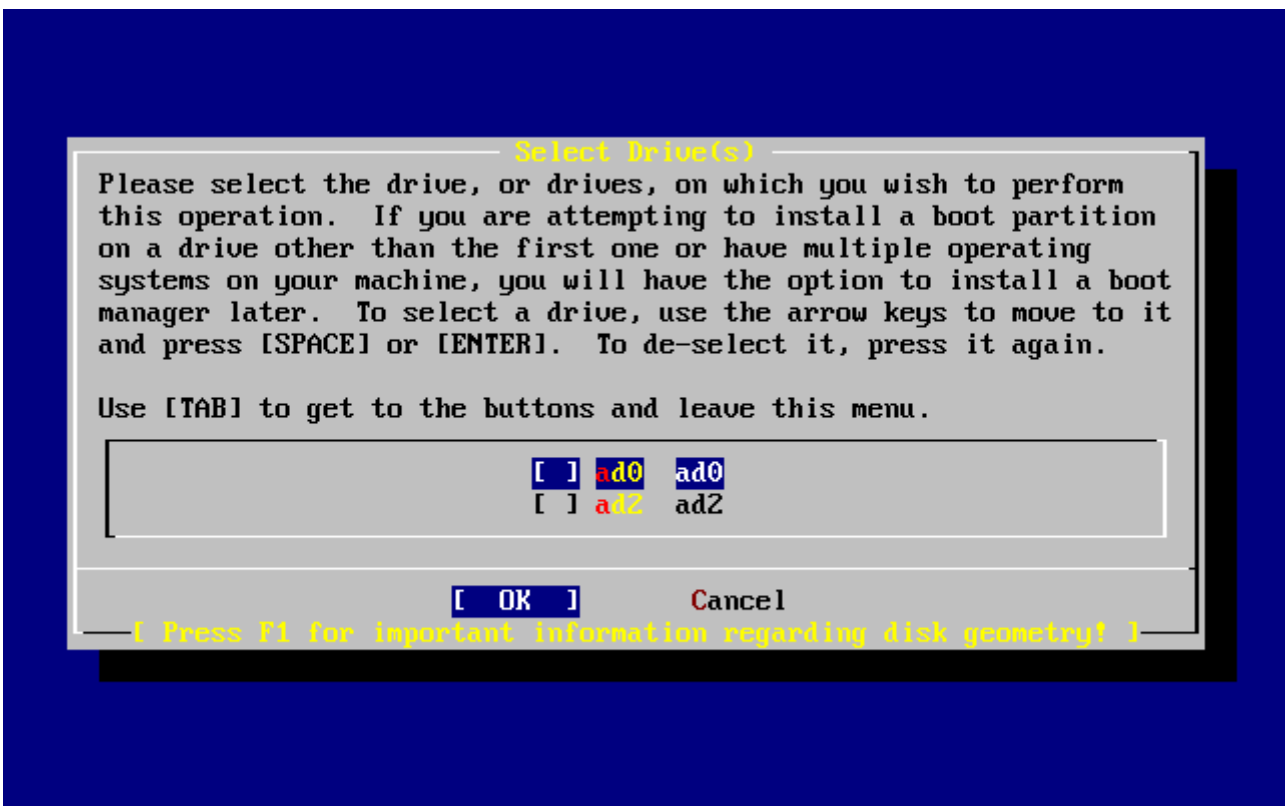 Select Drive(s)
Please select the drive, or drives, on which you wish to perform
this operation.  If you are attempting to install a boot partition
on a drive other than the first one or have multiple operating
systems on your machine, you will have the option to install a boot
manager later.  To select a drive, use the arrow keys to move to it
and press [SPACE] or [ENTER].  To de-select it, press it again.
Use [TAB] to get to the buttons and leave this menu.
[ ] ad0  ad0
[ ] ad2  ad2
[  OK  ]       Cancel
[ Press F1 for important information regarding disk geometry! ]